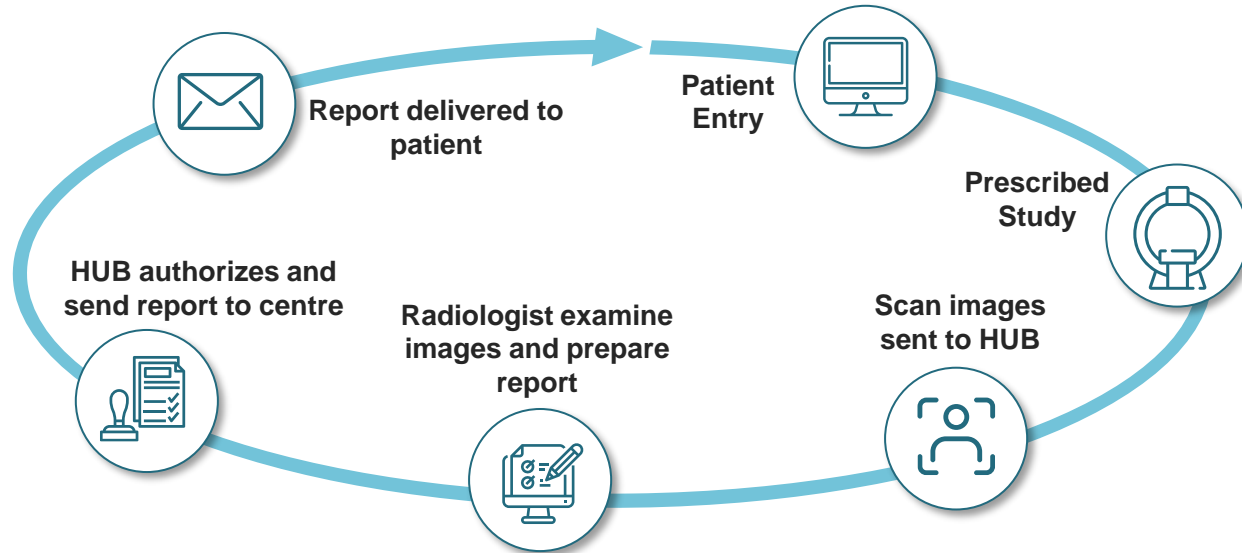 Patient
Entry
Prescribed
Study
Scan images
sent to HUB
Radiologist examine
images and prepare
report
HUB authorizes and
send report to centre
Report delivered to
patient